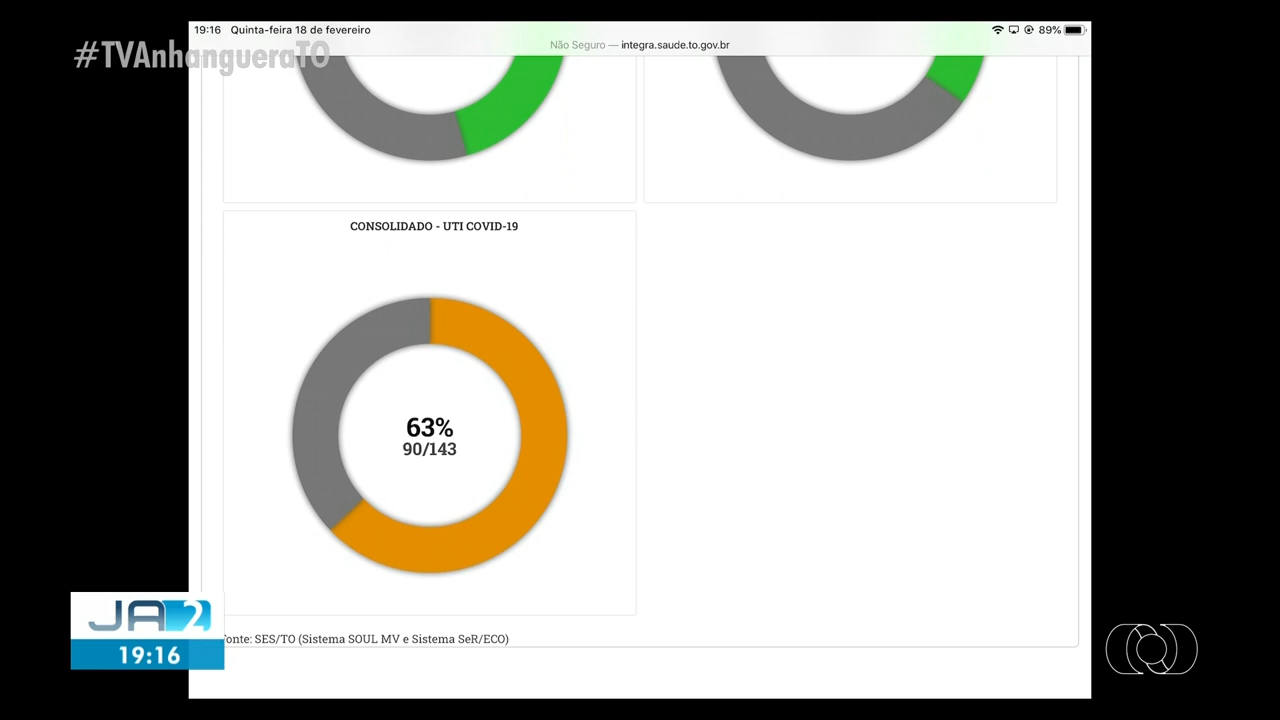 19:16 Quinta-feira 18 de fevereiro
89%
Não Seguro — integra.saude.to.gov.br
#TVAnhangueraTO
CONSOLIDADO - UTI COVID-19
63%
90/143
JA2
19:16
Fonte: SES/TO (Sistema SOUL MV e Sistema SeR/ECO)